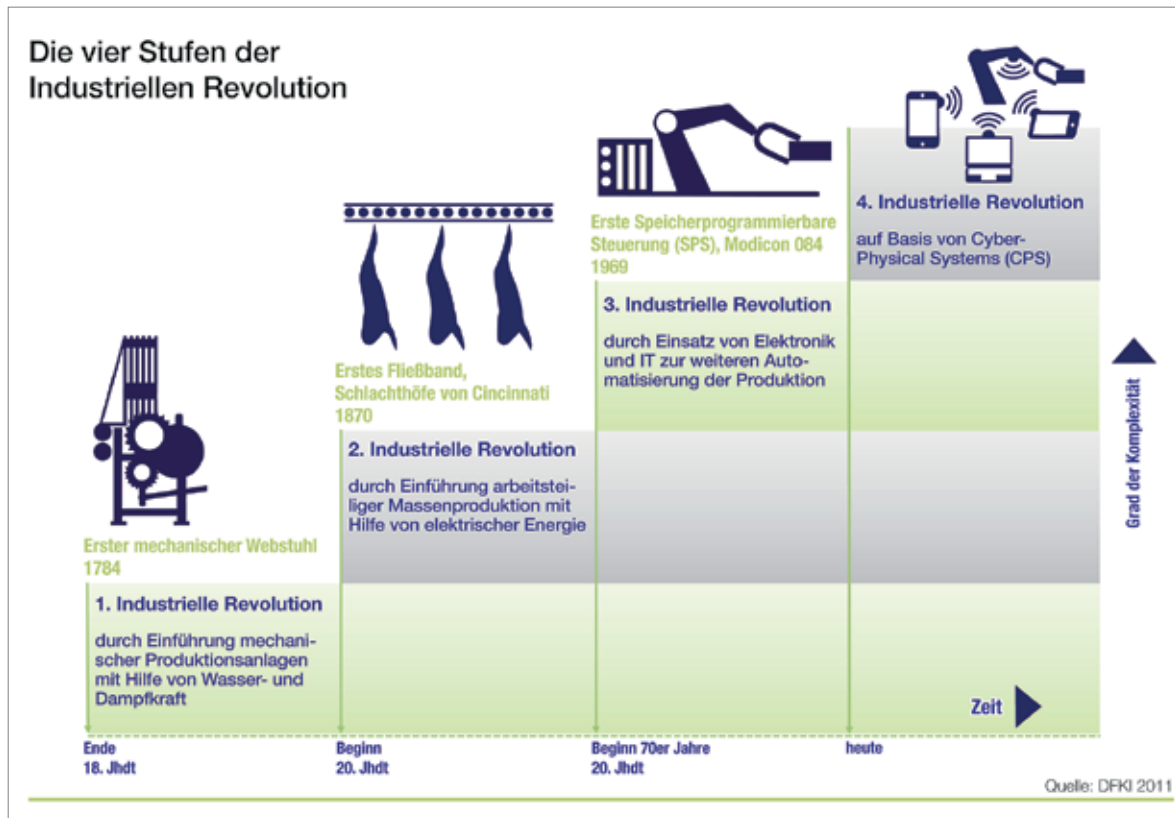 Die vier Stufen der
Industriellen Revolution
Erster mechanischer Webstuhl
1784
1. Industrielle Revolution
durch Einführung mechani-
scher Produktionsanlagen
mit Hilfe von Wasser- und
Dampfkraft
Erstes Fließband,
Schlachthöfe von Cincinnati
1870
2. Industrielle Revolution
durch Einführung arbeitstei-
liger Massenproduktion mit
Hilfe von elektrischer Energie
Erste Speicherprogrammierbare
Steuerung (SPS), Modicon 084
1969
3. Industrielle Revolution
durch Einsatz von Elektronik
und IT zur weiteren Auto-
matisierung der Produktion
4. Industrielle Revolution
auf Basis von Cyber-
Physical Systems (CPS)
Grad der Komplexität
Zeit
Ende
18. Jhdt
Beginn
20. Jhdt
Beginn 70er Jahre
20. Jhdt
heute
Quelle: DFKI 2011